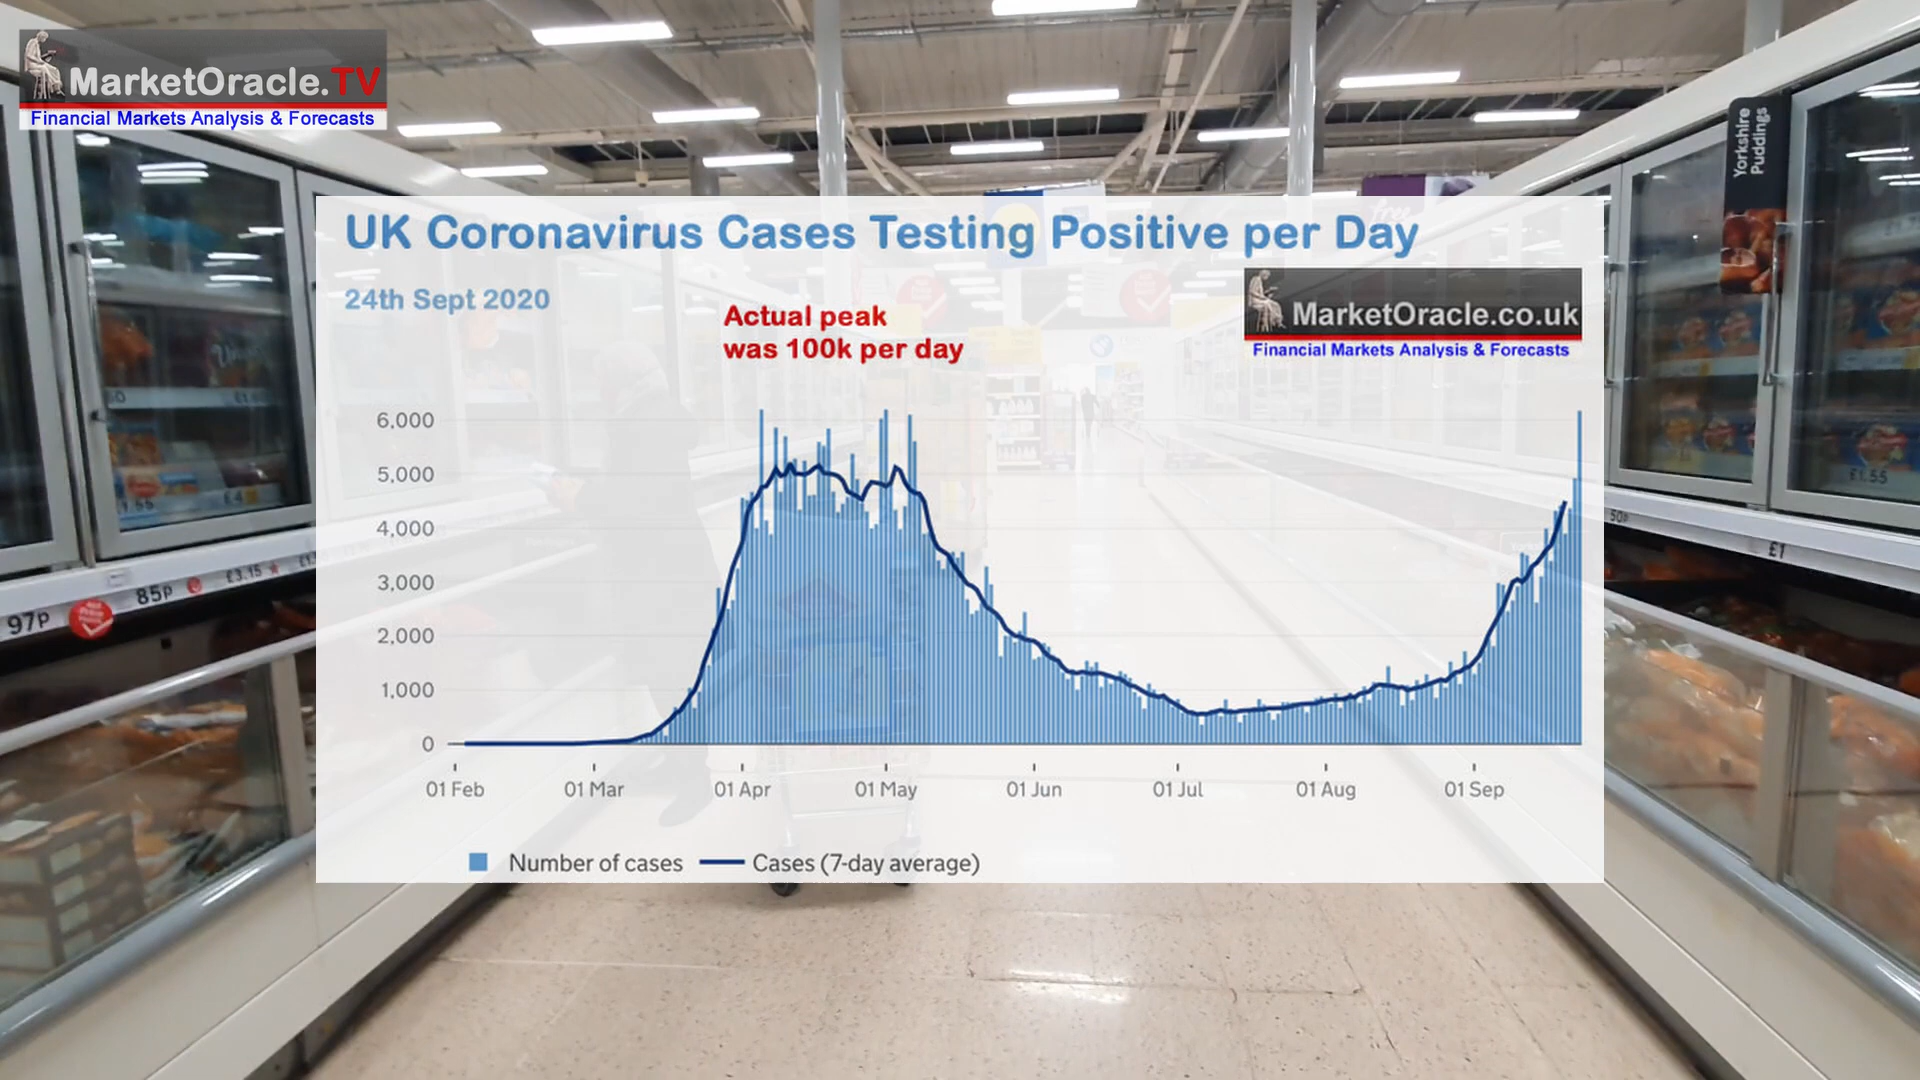 MarketOracle.TV
Financial Markets Analysis & Forecasts
Yorkshire
Puddings
free
UK Coronavirus Cases Testing Positive per Day
24th Sept 2020
Actual peak
was 100k per day
MarketOracle.co.uk
Financial Markets Analysis & Forecasts
6,000
5,000
4,000
3,000
2,000
1,000
0
01 Feb
01 Mar
01 Apr
01 May
01 Jun
01 Jul
01 Aug
01 Sep
Number of cases
Cases (7-day average)
£4
£1.55
50p
£1
£3.15
85P
97P